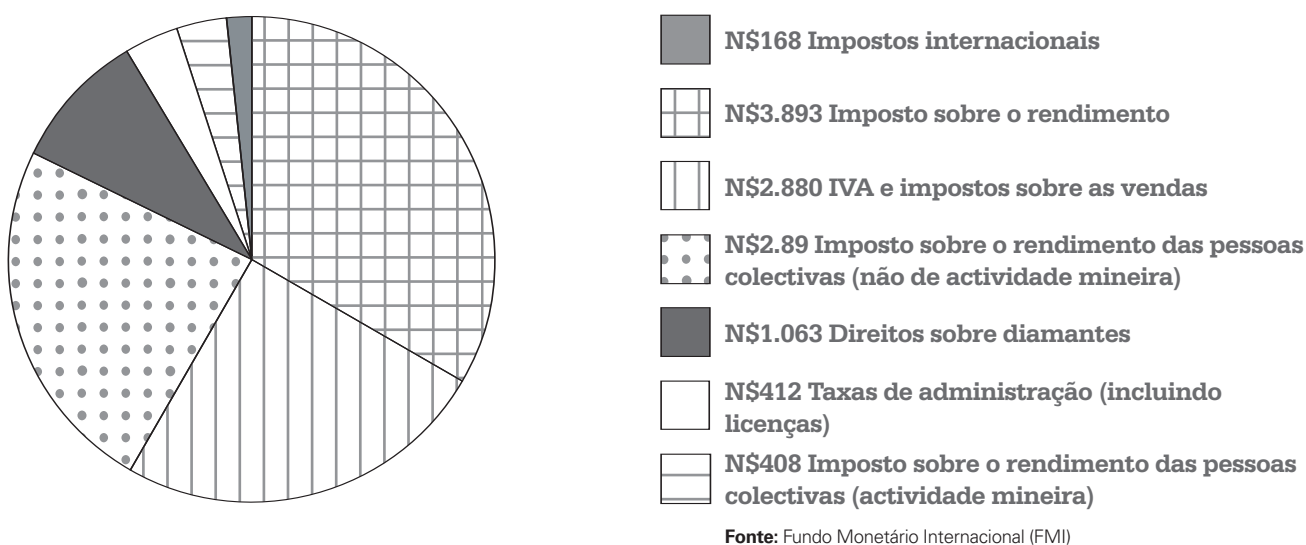 N$168 Impostos internacionais
N$3.893 Imposto sobre o rendimento
N$2.880 IVA e impostos sobre as vendas
N$2.89 Imposto sobre o rendimento das pessoas
colectivas (não de actividade mineira)
N$1.063 Direitos sobre diamantes
N$412 Taxas de administração (incluindo
licenças)
N$408 Imposto sobre o rendimento das pessoas
colectivas (actividade mineira)
Fonte: Fundo Monetário Internacional (FMI)